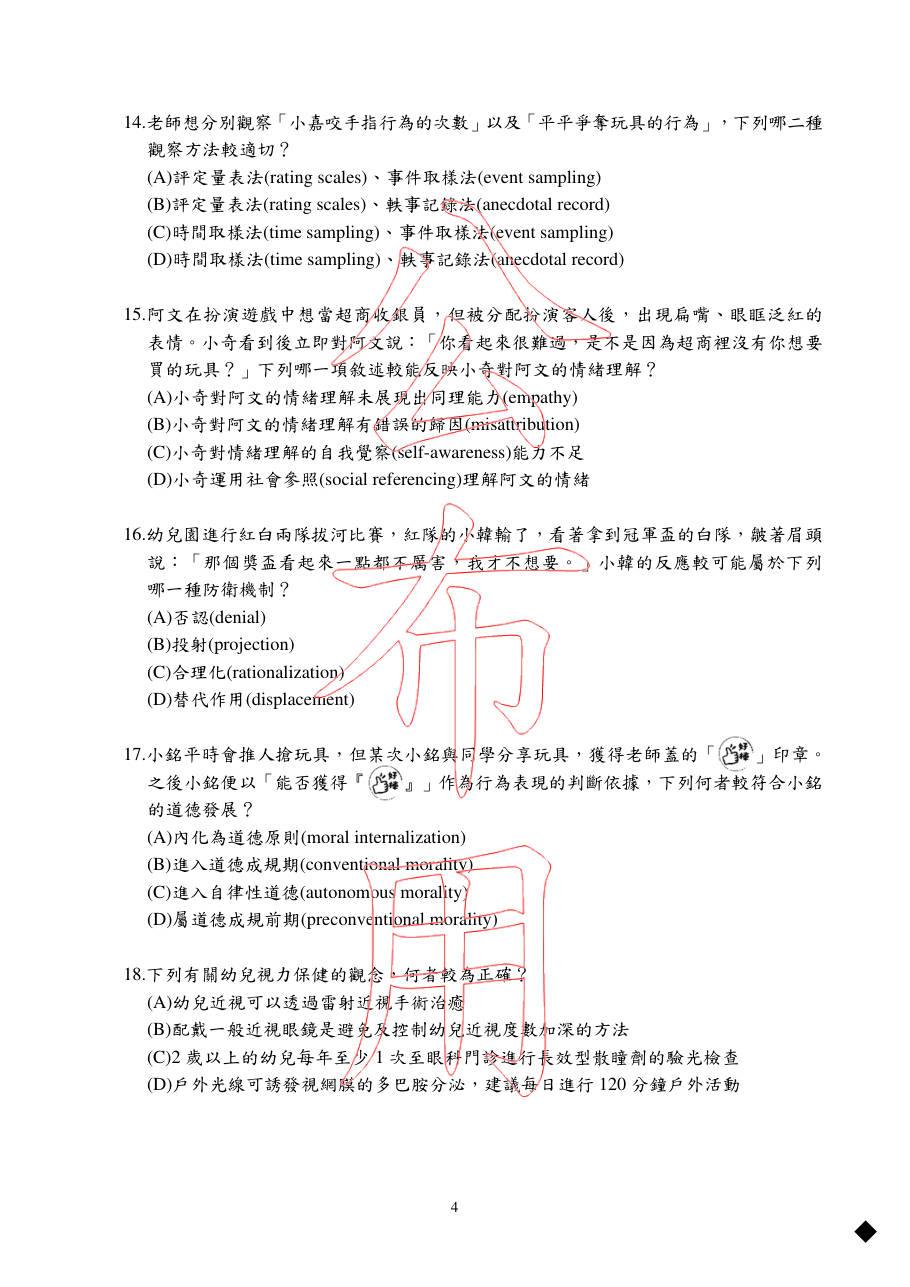 14.老師想分別觀察「小嘉咬手指行為的次數」以及「平平爭奪玩具的行為」，下列哪二種
觀察方法較適切？
(A)評定量表法(rating scales)、事件取樣法(event sampling)
(B)評定量表法(rating scales)、軼事記錄法(anecdotal record)
(C)時間取樣法(time sampling)、事件取樣法(event sampling)
(D)時間取樣法(time sampling)、軼事記錄法(anecdotal record)
15.阿文在扮演遊戲中想當超商收銀員，但被分配扮演客人後，出現扁嘴、眼眶泛紅的
表情。小奇看到後立即對阿文說：「你看起來很難過，是不是因為超商裡沒有你想要
買的玩具？」下列哪一項敘述較能反映小奇對阿文的情緒理解？
(A)小奇對阿文的情緒理解未展現出同理能力(empathy)
(B)小奇對阿文的情緒理解有錯誤的歸因(misattribution)
(C)小奇對情緒理解的自我覺察(self-awareness)能力不足
(D)小奇運用社會參照(social referencing)理解阿文的情緒
16.幼兒園進行紅白兩隊拔河比賽，紅隊的小韓輸了，看著拿到冠軍盃的白隊，皺著眉頭
說：「那個獎盃看起來一點都不厲害，我才不想要。」小韓的反應較可能屬於下列
哪一種防衛機制？
(A)否認(denial)
(B)投射(projection)
(C)合理化(rationalization)
(D)替代作用(displacement)
17.小銘平時會推人搶玩具，但某次小銘與同學分享玩具，獲得老師蓋的「好棒」印章。
之後小銘便以「能否獲得『好棒』」作為行為表現的判斷依據，下列何者較符合小銘
的道德發展？
(A)內化為道德原則(moral internalization)
(B)進入道德成規期(conventional morality)
(C)進入自律性道德(autonomous morality)
(D)屬道德成規前期(preconventional morality)
18.下列有關幼兒視力保健的觀念，何者較為正確？
(A)幼兒近視可以透過雷射近視手術治癒
(B)配戴一般近視眼鏡是避免及控制幼兒近視度數加深的方法
(C)2 歲以上的幼兒每年至少 1 次至眼科門診進行長效型散瞳劑的驗光檢查
(D)戶外光線可誘發視網膜的多巴胺分泌，建議每日進行 120 分鐘戶外活動
公
布
用
4